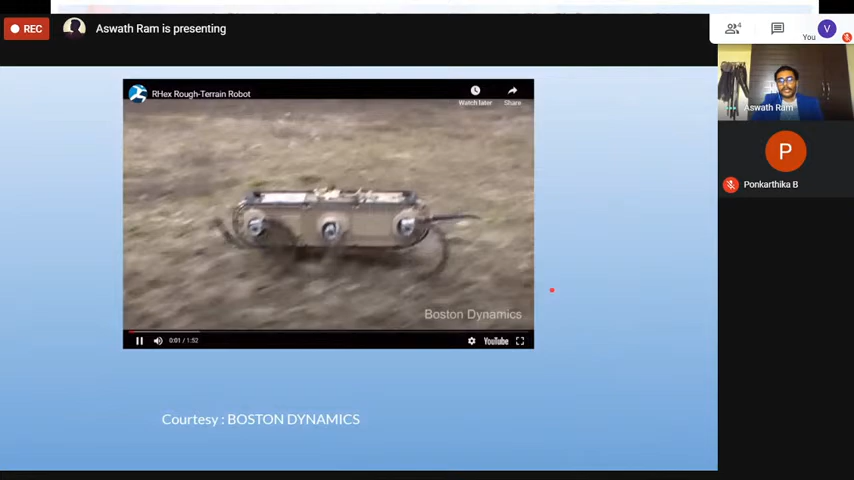 REC
Aswath Ram is presenting
4
You
V
RHex Rough-Terrain Robot
Watch later
Share
Aswath Ram
P
Ponkarthika B
Boston Dynamics
0:01 / 1:52
YouTube
Courtesy : BOSTON DYNAMICS